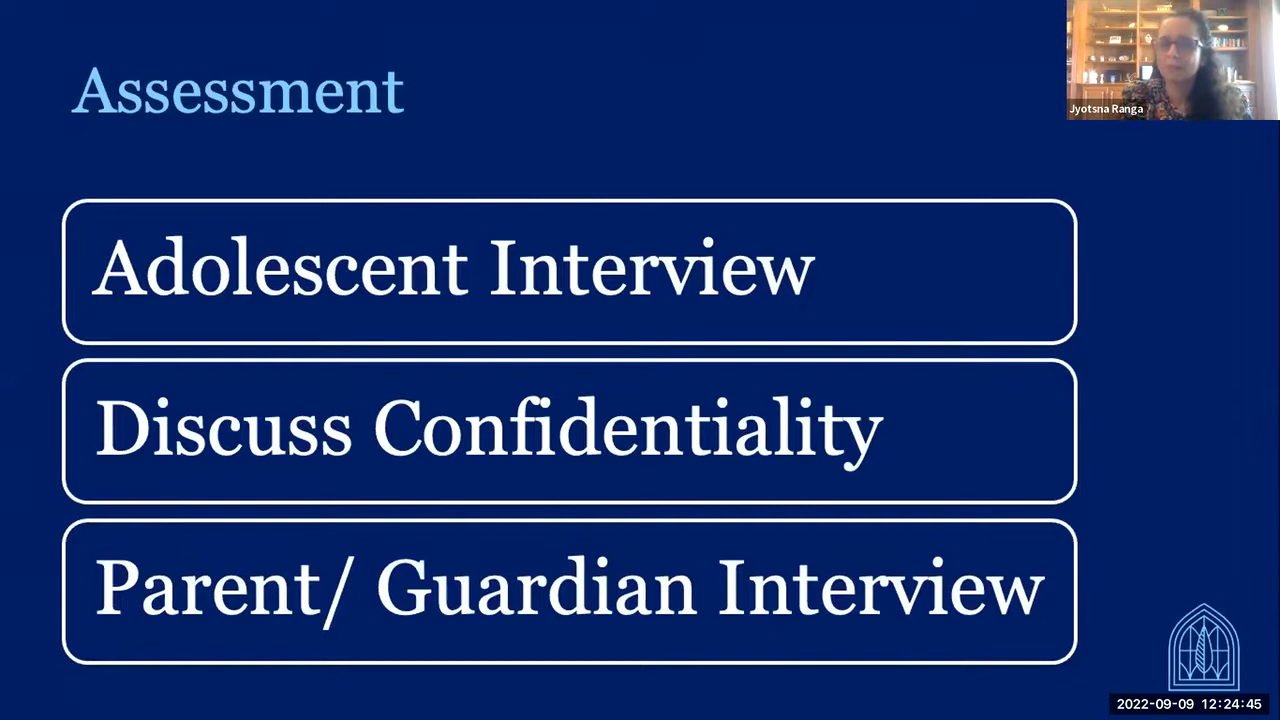 Assessment
Jyotsna Ranga
Adolescent Interview
Discuss Confidentiality
Parent/ Guardian Interview
2022-09-09 12:24:45